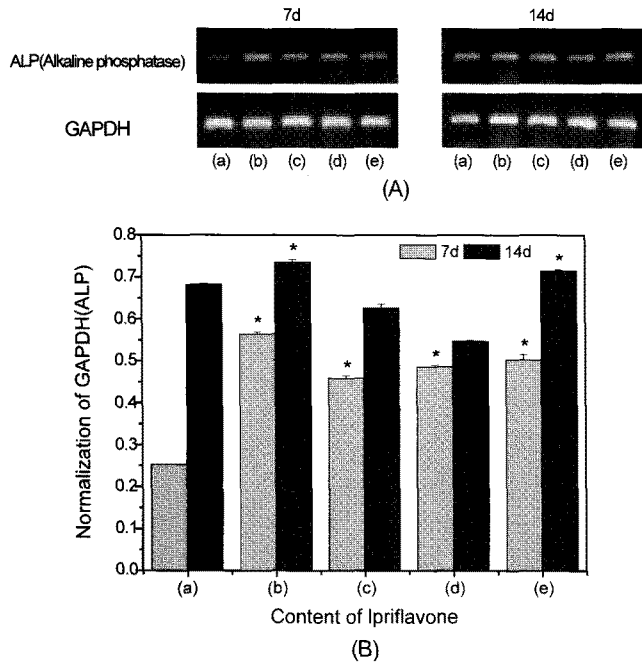 7d 14d
ALP(Alkaline phosphatase)
GAPDH
(a) (b) (c) (d) (e) (a) (b) (c) (d) (e)
(A)
0.8
0.7
0.6
0.5
0.4
0.3
0.2
0.1
0.0
Normalization of GAPDH(ALP)
7d 14d
* * * * * *
(a) (b) (c) (d) (e)
Content of Ipriflavone
(B)